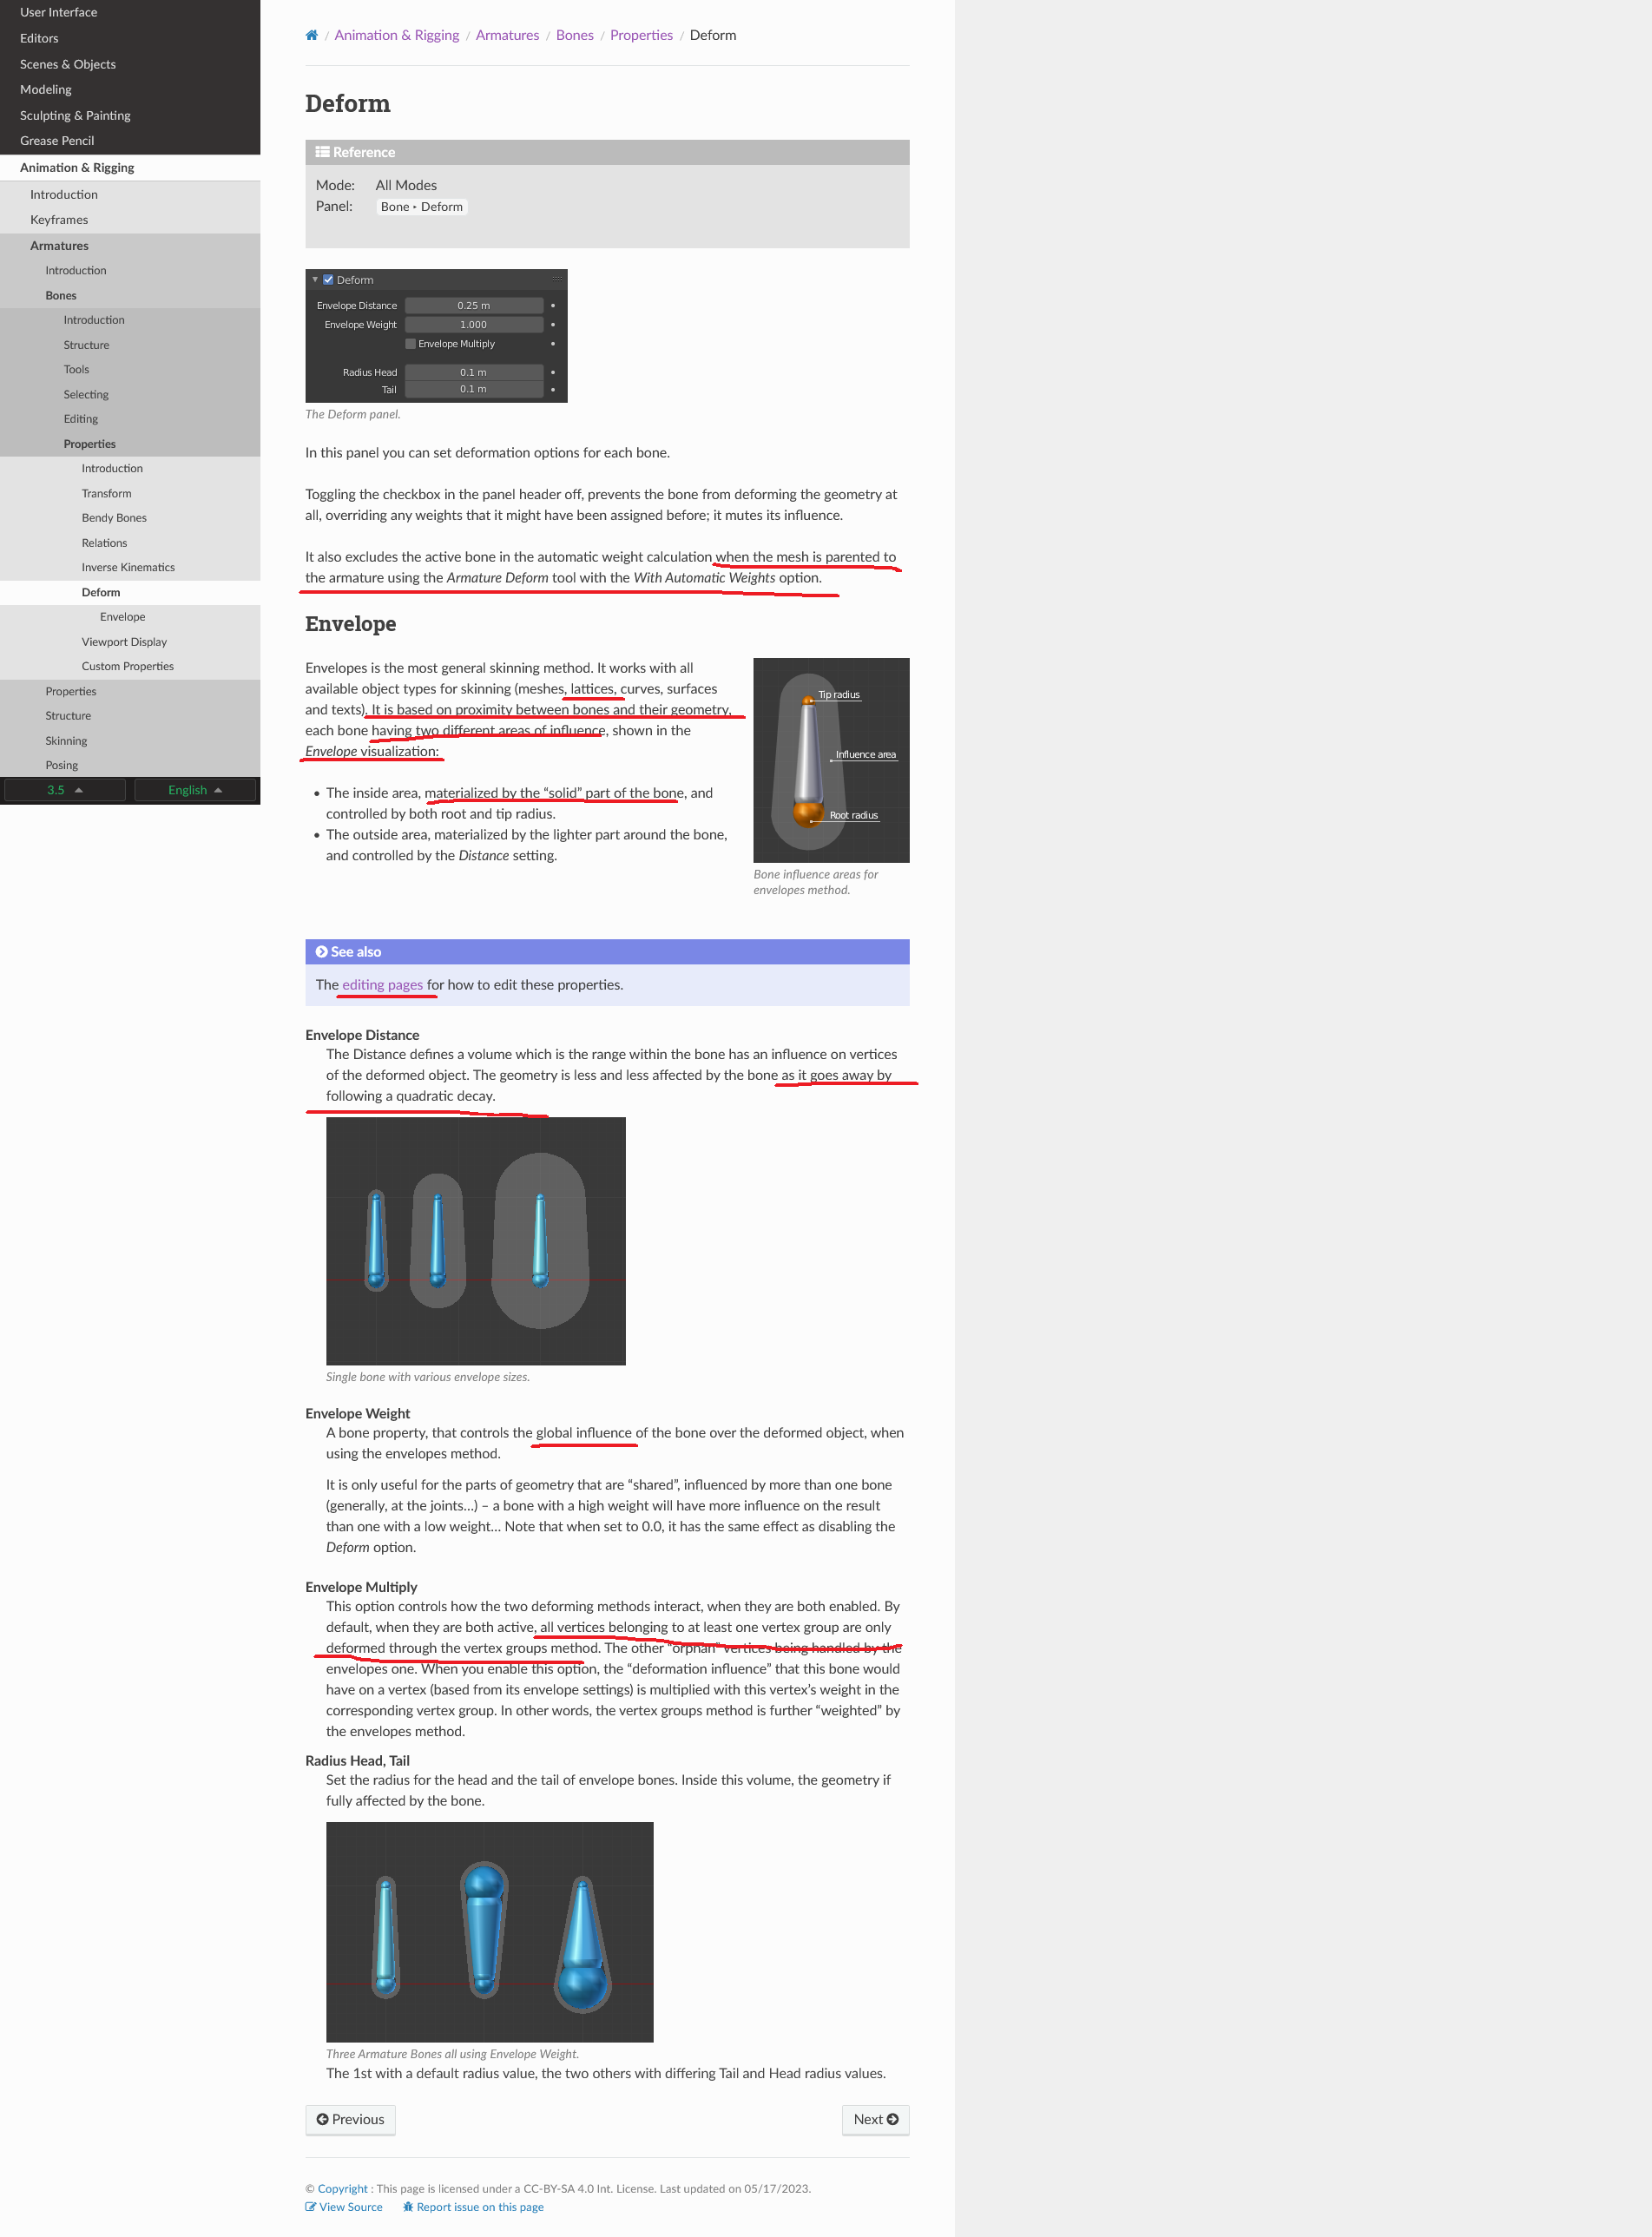 User Interface
Editors
Scenes & Objects
Modeling
Sculpting & Painting
Grease Pencil
Animation & Rigging
Introduction
Keyframes
Armatures
Introduction
Bones
Introduction
Structure
Tools
Selecting
Editing
Properties
Introduction
Transform
Bendy Bones
Relations
Inverse Kinematics
Deform
Envelope
Viewport Display
Custom Properties
Properties
Structure
Skinning
Posing
3.5
English
/ Animation & Rigging / Armatures / Bones / Properties / Deform
Deform
Reference
Mode: All Modes
Panel: Bone ‣ Deform
Deform
Envelope Distance 0.25 m
Envelope Weight 1.000
Envelope Multiply
Radius Head 0.1 m
Tail 0.1 m
The Deform panel.
In this panel you can set deformation options for each bone.
Toggling the checkbox in the panel header off, prevents the bone from deforming the geometry at
all, overriding any weights that it might have been assigned before; it mutes its influence.
It also excludes the active bone in the automatic weight calculation when the mesh is parented to
the armature using the Armature Deform tool with the With Automatic Weights option.
Envelope
Envelopes is the most general skinning method. It works with all
available object types for skinning (meshes, lattices, curves, surfaces
and texts). It is based on proximity between bones and their geometry,
each bone having two different areas of influence, shown in the
Envelope visualization:
• The inside area, materialized by the “solid” part of the bone, and
controlled by both root and tip radius.
• The outside area, materialized by the lighter part around the bone,
and controlled by the Distance setting.
Tip radius
Influence area
Root radius
Bone influence areas for
envelopes method.
See also
The editing pages for how to edit these properties.
Envelope Distance
The Distance defines a volume which is the range within the bone has an influence on vertices
of the deformed object. The geometry is less and less affected by the bone as it goes away by
following a quadratic decay.
Single bone with various envelope sizes.
Envelope Weight
A bone property, that controls the global influence of the bone over the deformed object, when
using the envelopes method.
It is only useful for the parts of geometry that are “shared”, influenced by more than one bone
(generally, at the joints…) – a bone with a high weight will have more influence on the result
than one with a low weight… Note that when set to 0.0, it has the same effect as disabling the
Deform option.
Envelope Multiply
This option controls how the two deforming methods interact, when they are both enabled. By
default, when they are both active, all vertices belonging to at least one vertex group are only
deformed through the vertex groups method. The other “orphan” vertices being handled by the
envelopes one. When you enable this option, the “deformation influence” that this bone would
have on a vertex (based from its envelope settings) is multiplied with this vertex’s weight in the
corresponding vertex group. In other words, the vertex groups method is further “weighted” by
the envelopes method.
Radius Head, Tail
Set the radius for the head and the tail of envelope bones. Inside this volume, the geometry if
fully affected by the bone.
Three Armature Bones all using Envelope Weight.
The 1st with a default radius value, the two others with differing Tail and Head radius values.
Previous
Next
© Copyright : This page is licensed under a CC-BY-SA 4.0 Int. License. Last updated on 05/17/2023.
View Source Report issue on this page